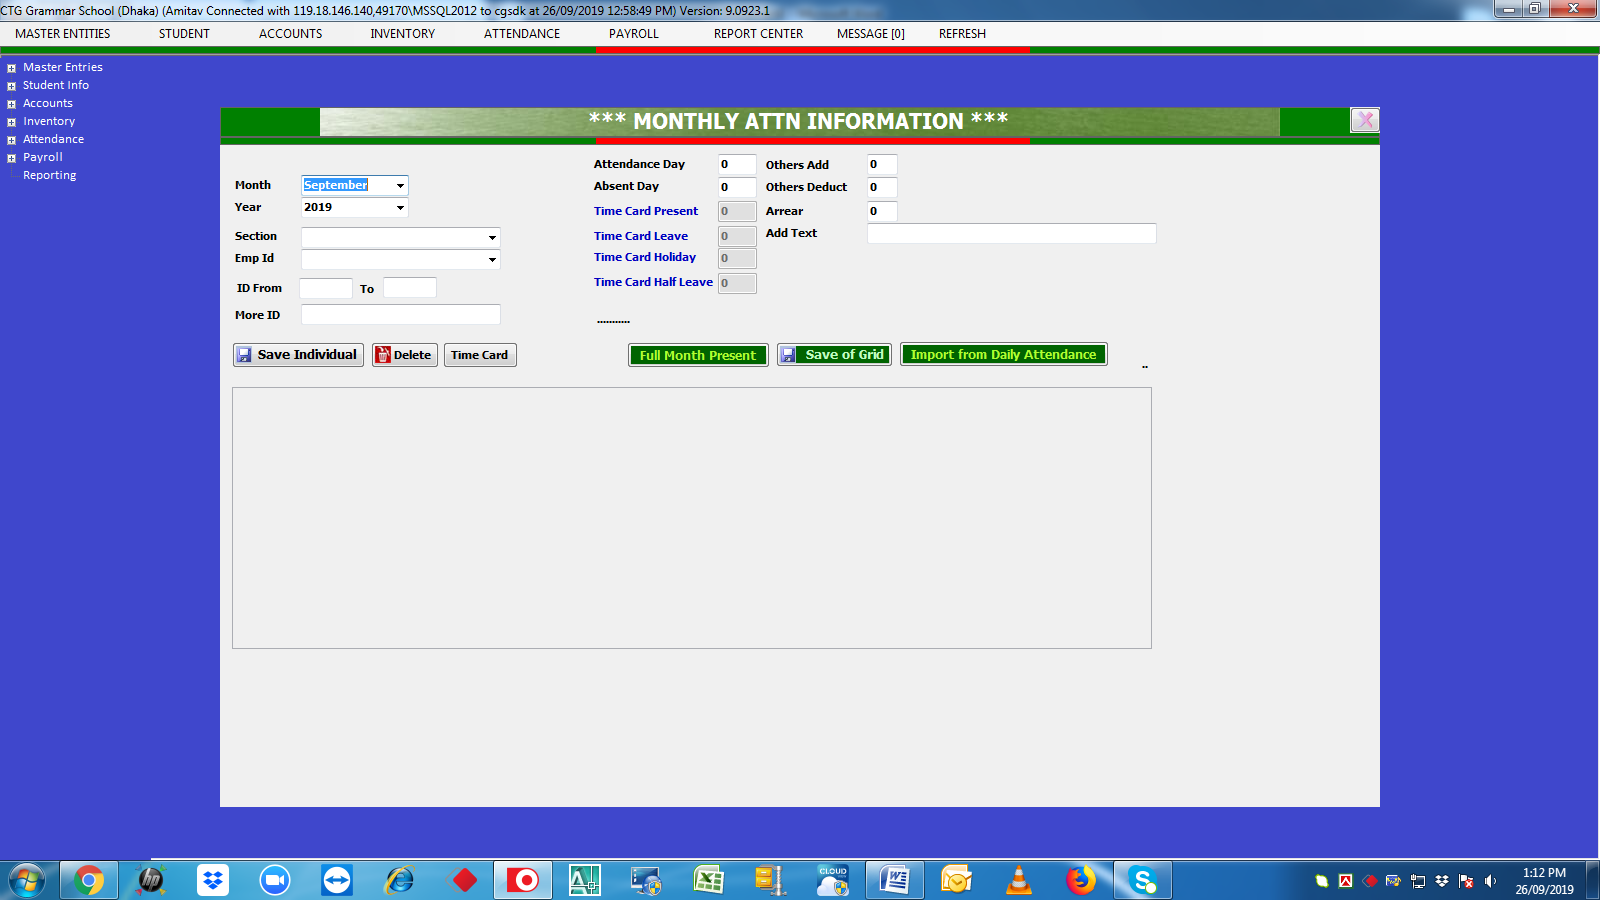 CTG Grammar School (Dhaka) (Amitav Connected with 119.18.146.140,49170\MSSQL2012 to cgsdk at 26/09/2019 12:58:49 PM) Version: 9.0923.1
MASTER ENTITIES STUDENT ACCOUNTS INVENTORY ATTENDANCE PAYROLL REPORT CENTER MESSAGE [0] REFRESH
Master Entries
Student Info
Accounts
Inventory
Attendance
Payroll
Reporting
*** MONTHLY ATTN INFORMATION ***
Month September
Year 2019
Section
Emp Id
ID From To
More ID
Attendance Day 0 Others Add 0
Absent Day 0 Others Deduct 0
Time Card Present 0 Arrear 0
Time Card Leave 0 Add Text
Time Card Holiday 0
Time Card Half Leave 0
...........
Save Individual Delete Time Card Full Month Present Save of Grid Import from Daily Attendance ..
CLOUD
1:12 PM
26/09/2019